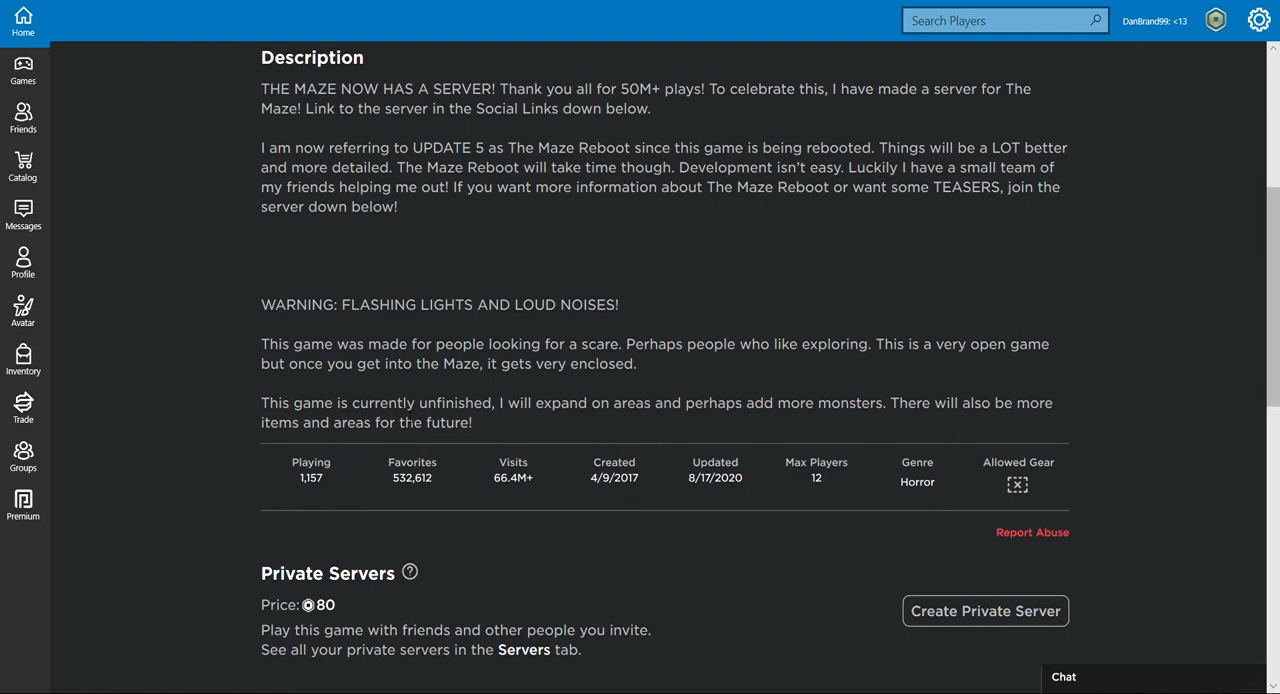 Home
Search Players
DanBrand99: <13
Games
Friends
Catalog
Messages
Profile
Avatar
Inventory
Trade
Groups
Premium
Description
THE MAZE NOW HAS A SERVER! Thank you all for 50M+ plays! To celebrate this, I have made a server for The
Maze! Link to the server in the Social Links down below.
I am now referring to UPDATE 5 as The Maze Reboot since this game is being rebooted. Things will be a LOT better
and more detailed. The Maze Reboot will take time though. Development isn't easy. Luckily I have a small team of
my friends helping me out! If you want more information about The Maze Reboot or want some TEASERS, join the
server down below!
WARNING: FLASHING LIGHTS AND LOUD NOISES!
This game was made for people looking for a scare. Perhaps people who like exploring. This is a very open game
but once you get into the Maze, it gets very enclosed.
This game is currently unfinished, I will expand on areas and perhaps add more monsters. There will also be more
items and areas for the future!
Playing Favorites Visits Created Updated Max Players Genre Allowed Gear
1,157 532,612 66.4M+ 4/9/2017 8/17/2020 12 Horror
Report Abuse
Private Servers ?
Price: 80
Create Private Server
Play this game with friends and other people you invite.
See all your private servers in the Servers tab.
Chat